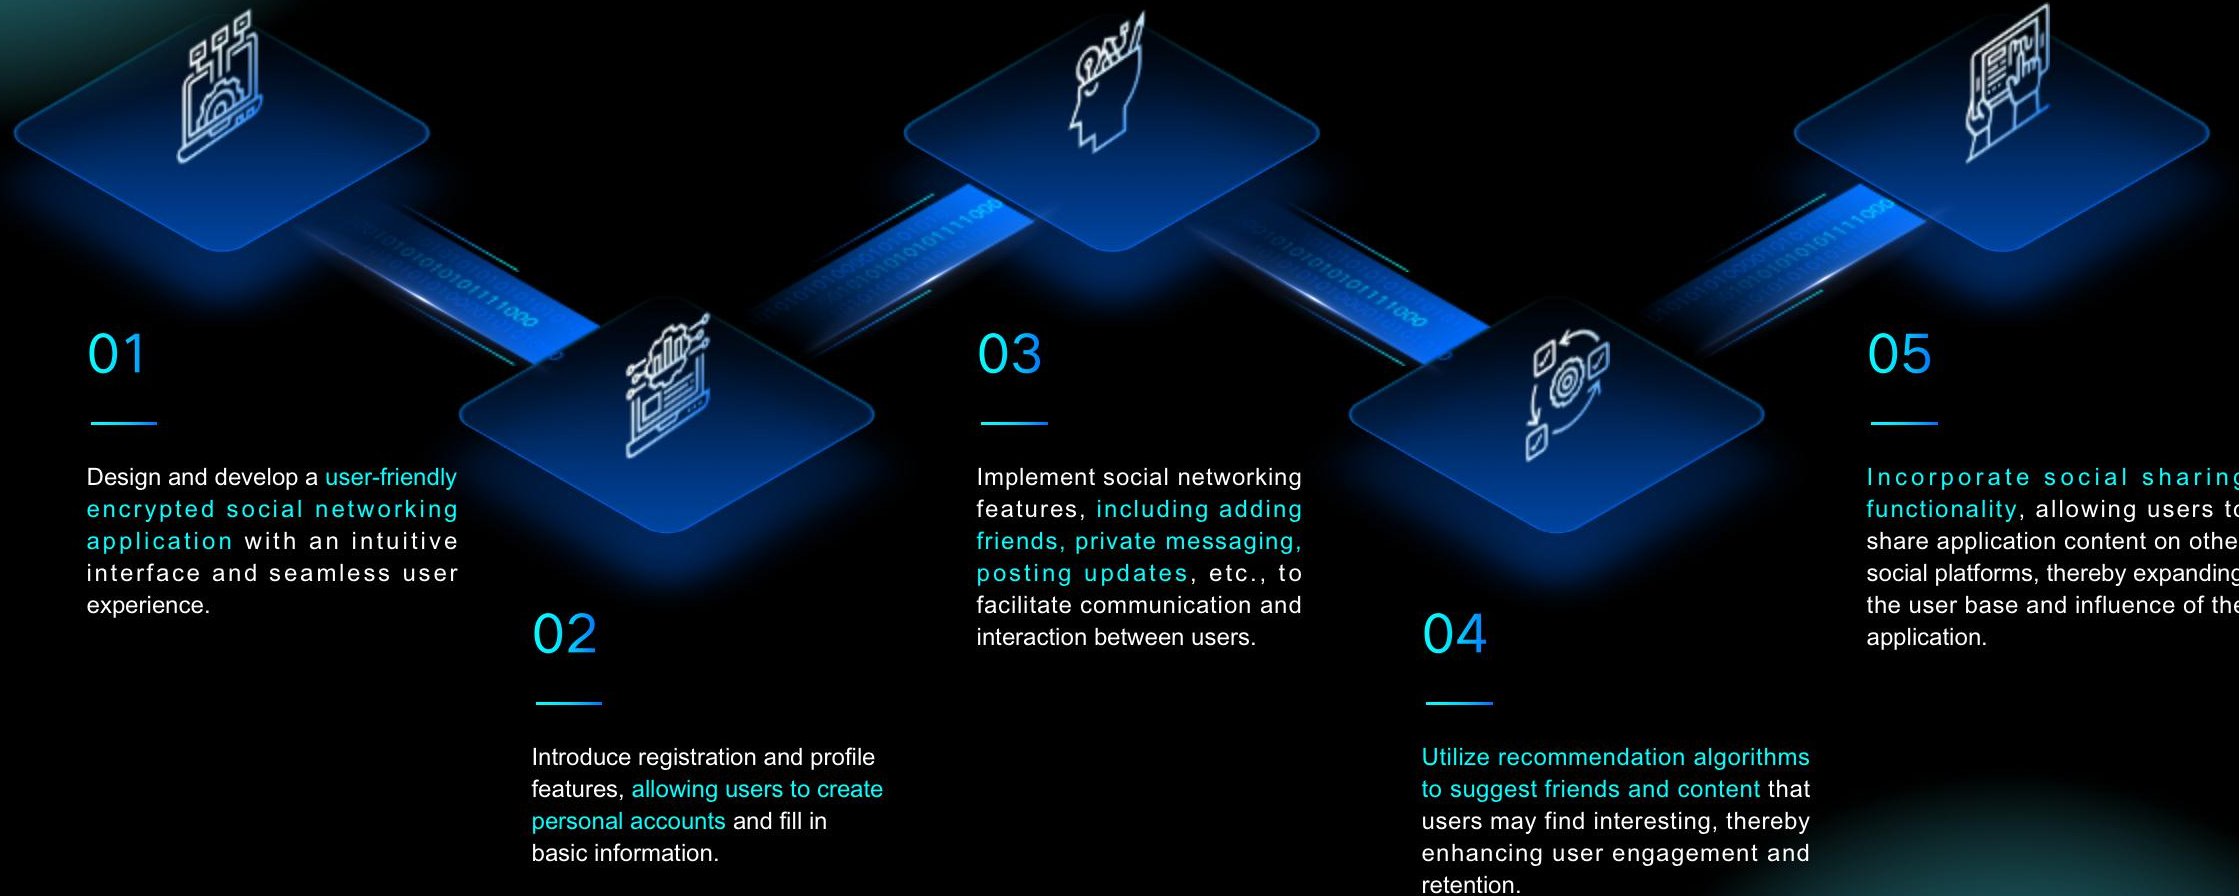 01
Design and develop a user-friendly
encrypted social networking
application with an intuitive
interface and seamless user
experience.
02
Introduce registration and profile
features, allowing users to create
personal accounts and fill in
basic information.
03
Implement social networking
features, including adding
friends, private messaging,
posting updates, etc., to
facilitate communication and
interaction between users.
04
Utilize recommendation algorithms
to suggest friends and content that
users may find interesting, thereby
enhancing user engagement and
retention.
05
Incorporate social sharing
functionality, allowing users to
share application content on othe
social platforms, thereby expanding
the user base and influence of the
application.